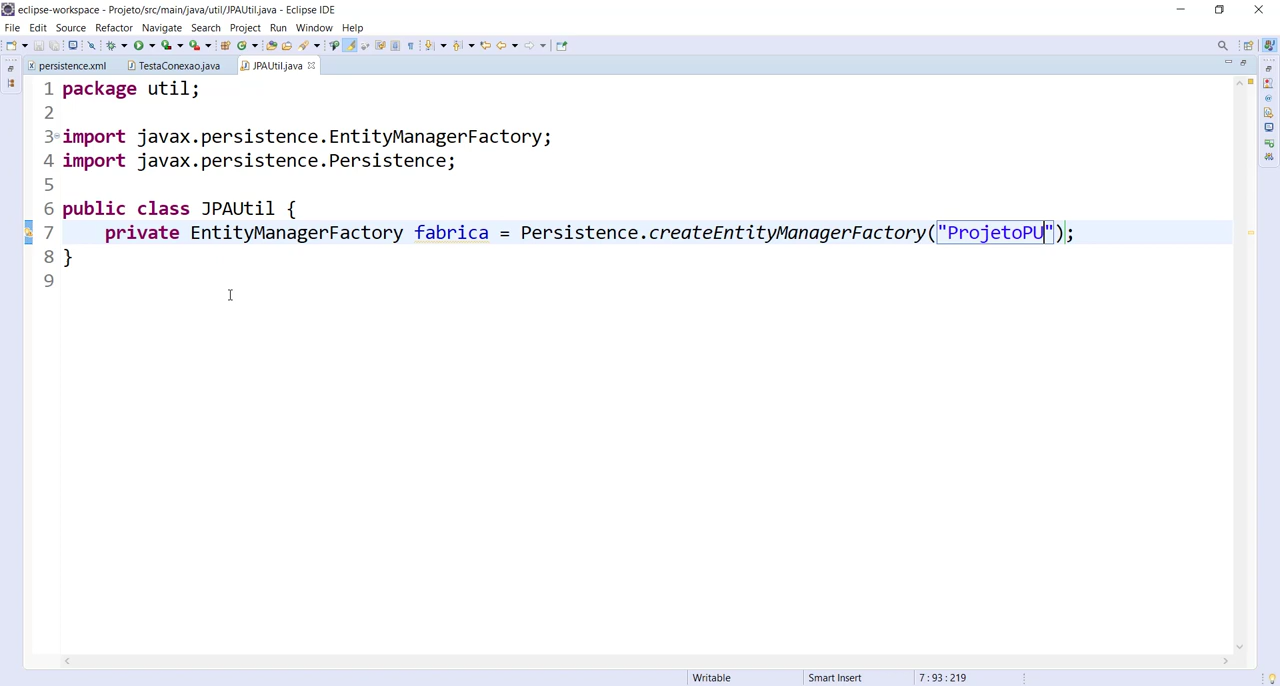 eclipse-workspace - Projeto/src/main/java/util/JPAUtil.java - Eclipse IDE
File Edit Source Refactor Navigate Search Project Run Window Help
persistence.xml TestaConexao.java JPAUtil.java
1 package util;
2
3 import javax.persistence.EntityManagerFactory;
4 import javax.persistence.Persistence;
5
6 public class JPAUtil {
7 private EntityManagerFactory fabrica = Persistence.createEntityManagerFactory("ProjetoPU");
8 }
9
Writable Smart Insert 7 : 93 : 219